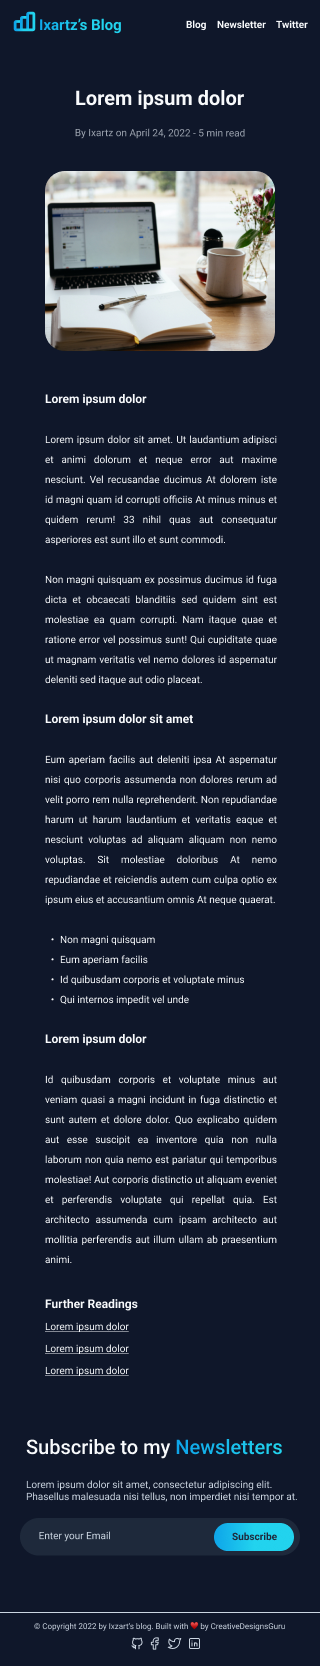 Ixartz's Blog
Blog Newsletter Twitter
Lorem ipsum dolor
By Ixartz on April 24, 2022 - 5 min read
Lorem ipsum dolor
Lorem ipsum dolor sit amet. Ut laudantium adipisci
et animi dolorum et neque error aut maxime
nesciunt. Vel recusandae ducimus At dolorem iste
id magni quam id corrupti officiis At minus minus et
quidem rerum! 33 nihil quas aut consequatur
asperiores est sunt illo et sunt commodi.
Non magni quisquam ex possimus ducimus id fuga
dicta et obcaecati blanditiis sed quidem sint est
molestiae ea quam corrupti. Nam itaque quae et
ratione error vel possimus sunt! Qui cupiditate quae
ut magnam veritatis vel nemo dolores id aspernatur
deleniti sed itaque aut odio placeat.
Lorem ipsum dolor sit amet
Eum aperiam facilis aut deleniti ipsa At aspernatur
nisi quo corporis assumenda non dolores rerum ad
velit porro rem nulla reprehenderit. Non repudiandae
harum ut harum laudantium et veritatis eaque et
nesciunt voluptas ad aliquam aliquam non nemo
voluptas. Sit molestiae doloribus At nemo
repudiandae et reiciendis autem cum culpa optio ex
ipsum eius et accusantium omnis At neque quaerat.
• Non magni quisquam
• Eum aperiam facilis
• Id quibusdam corporis et voluptate minus
• Qui internos impedit vel unde
Lorem ipsum dolor
Id quibusdam corporis et voluptate minus aut
veniam quasi a magni incidunt in fuga distinctio et
sunt autem et dolore dolor. Quo explicabo quidem
aut esse suscipit ea inventore quia non nulla
laborum non quia nemo est pariatur qui temporibus
molestiae! Aut corporis distinctio ut aliquam eveniet
et perferendis voluptate qui repellat quia. Est
architecto assumenda cum ipsam architecto aut
mollitia perferendis aut illum ullam ab praesentium
animi.
Further Readings
Lorem ipsum dolor
Lorem ipsum dolor
Lorem ipsum dolor
Subscribe to my Newsletters
Lorem ipsum dolor sit amet, consectetur adipiscing elit.
Phasellus malesuada nisi tellus, non imperdiet nisi tempor at.
Enter your Email Subscribe
© Copyright 2022 by Ixzart's blog. Built with ❤️ by CreativeDesignsGuru